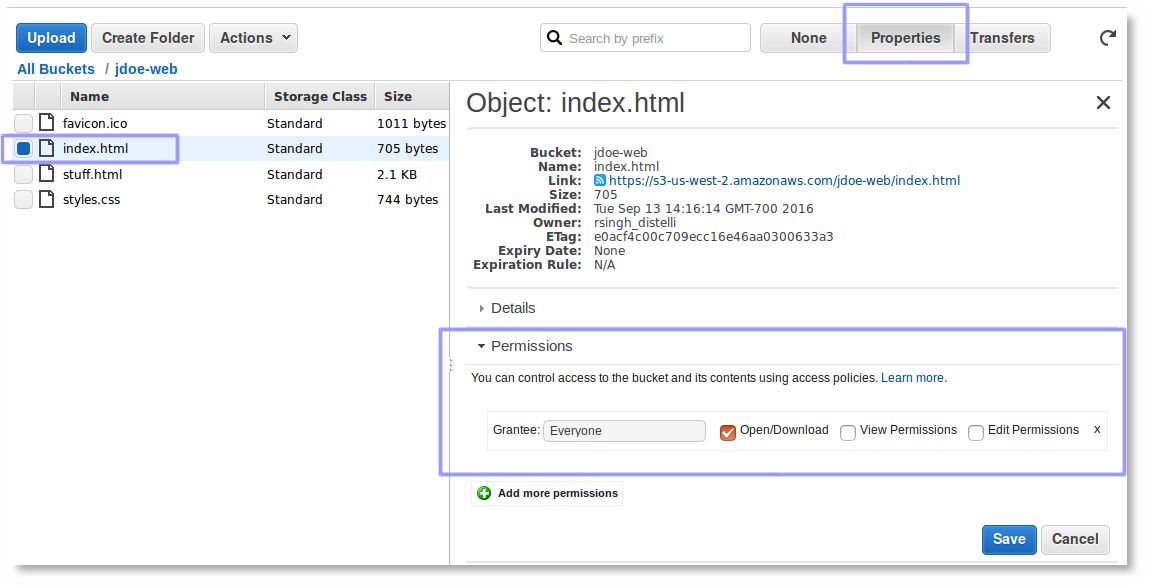 Upload Create Folder Actions Search by prefix None Properties Transfers
All Buckets / jdoe-web
Name Storage Class Size
favicon.ico Standard 1011 bytes
index.html Standard 705 bytes
stuff.html Standard 2.1 KB
styles.css Standard 744 bytes
Object: index.html
Bucket: jdoe-web
Name: index.html
Link: https://s3-us-west-2.amazonaws.com/jdoe-web/index.html
Size: 705
Last Modified: Tue Sep 13 14:16:14 GMT-700 2016
Owner: rsingh_distelli
ETag: e0acf4c00c709ecc16e46aa0300633a3
Expiry Date: None
Expiration Rule: N/A
Details
Permissions
You can control access to the bucket and its contents using access policies. Learn more.
Grantee: Everyone Open/Download View Permissions Edit Permissions x
Add more permissions
Save Cancel